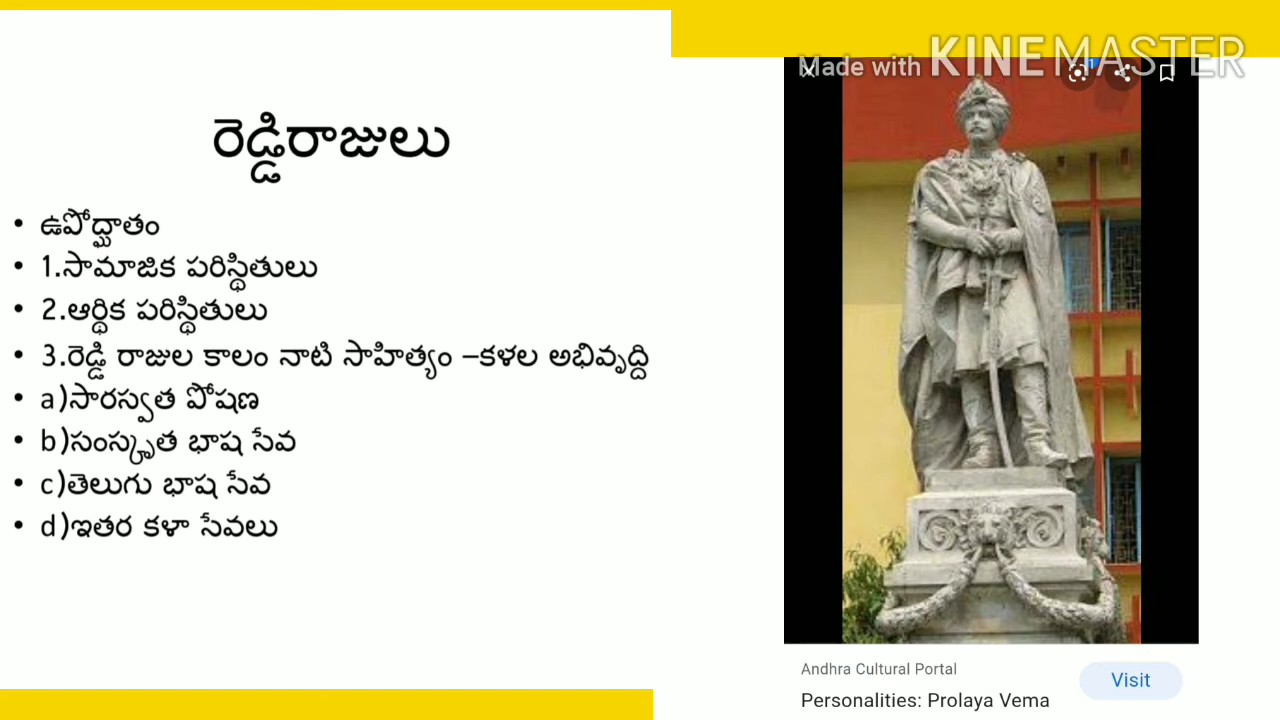 రెడ్డిరాజులు
• ఉపోద్ఘాతం
• 1.సామాజిక పరిస్థితులు
• 2.ఆర్థిక పరిస్థితులు
• 3.రెడ్డి రాజుల కాలం నాటి సాహిత్యం –కళల అభివృద్ది
• a)సారస్వత పోషణ
• b)సంస్కృత భాష సేవ
• c)తెలుగు భాష సేవ
• d)ఇతర కళా సేవలు
Made with KINEMASTER
Andhra Cultural Portal
Visit
Personalities: Prolaya Vema